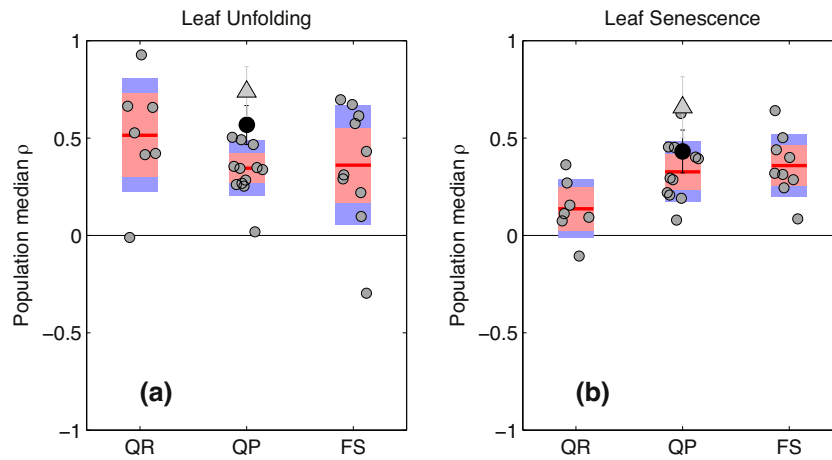 Leaf Unfolding
1
0.5
0
−0.5
−1
Population median ρ
(a)
QR QP FS
Leaf Senescence
1
0.5
0
−0.5
−1
Population median ρ
(b)
QR QP FS